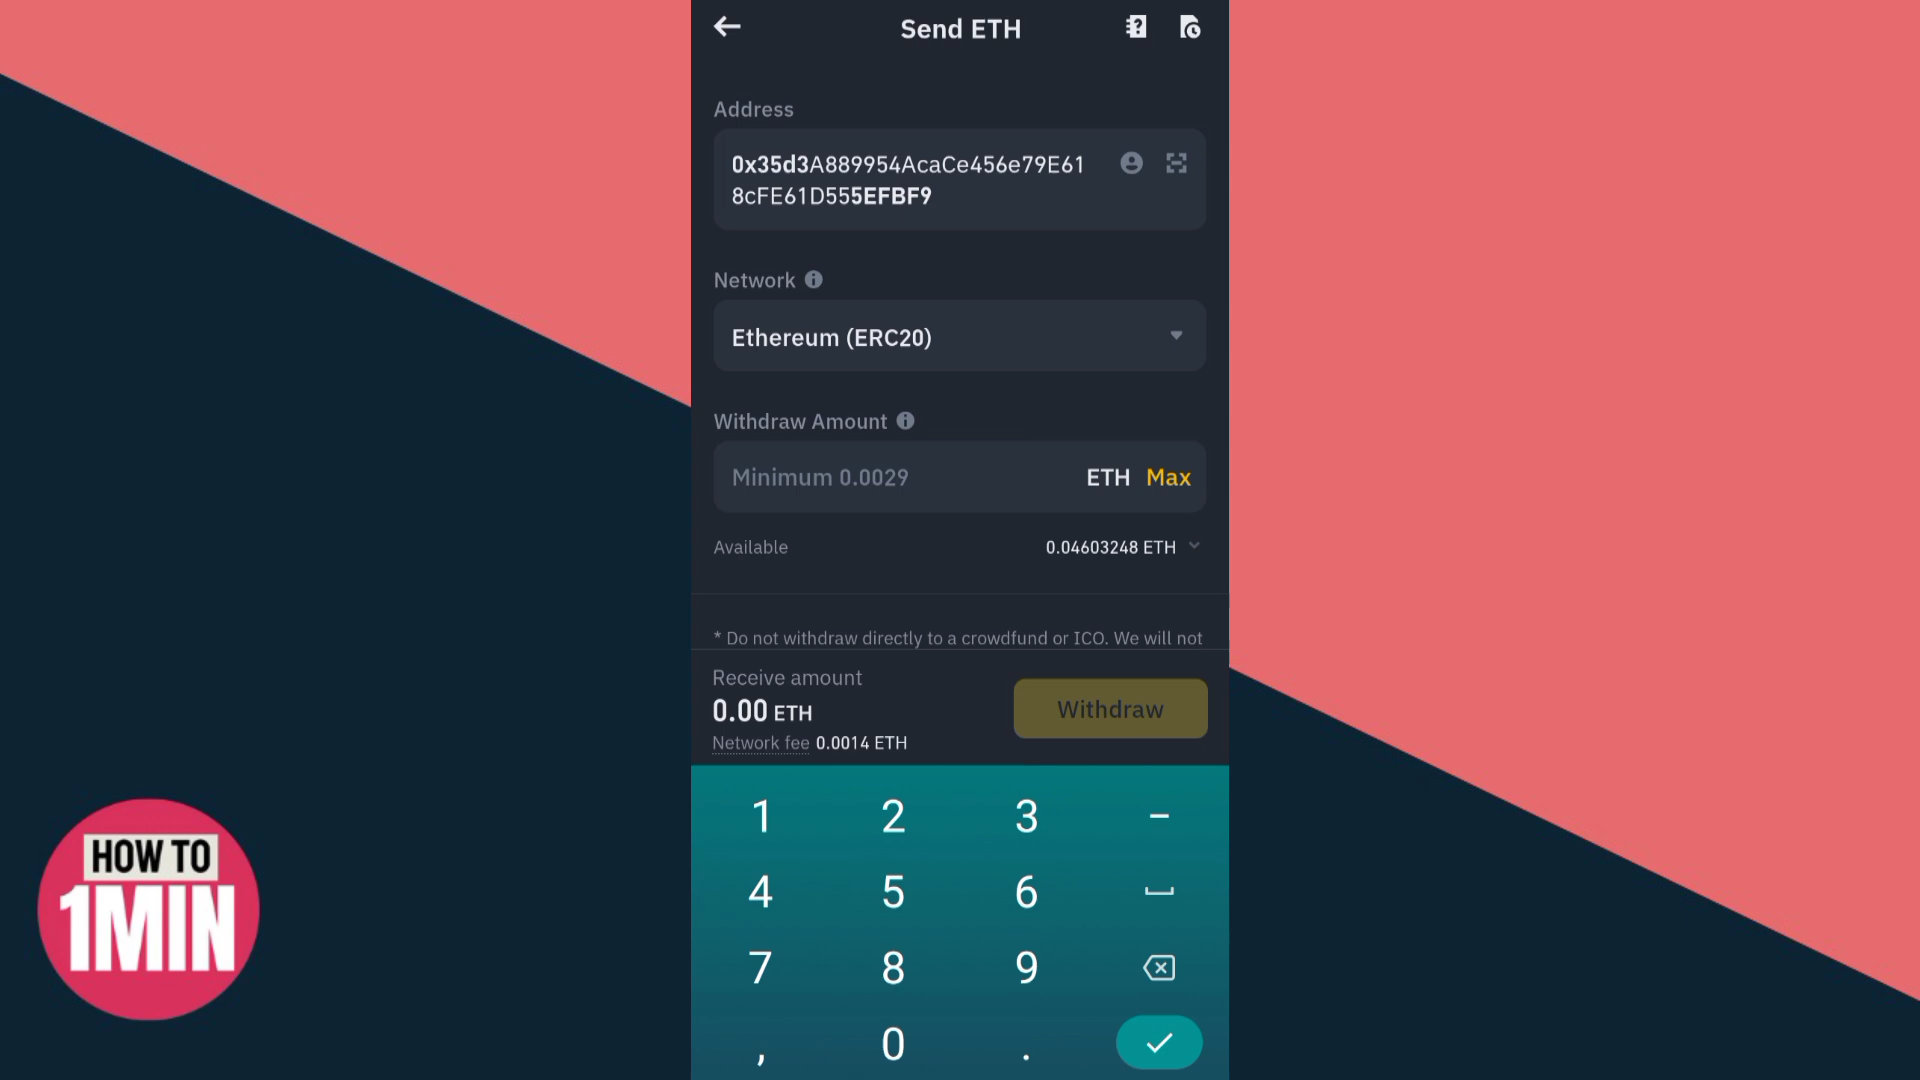 Send ETH
Address
0x35d3A889954AcaCe456e79E61
8cFE61D555EFBF9
Network
Ethereum (ERC20)
Withdraw Amount
Minimum 0.0029 ETH Max
Available 0.04603248 ETH
* Do not withdraw directly to a crowdfund or ICO. We will not
Receive amount
0.00 ETH
Withdraw
Network fee 0.0014 ETH
1 2 3 -
4 5 6
7 8 9
, 0 .
HOW TO
1MIN